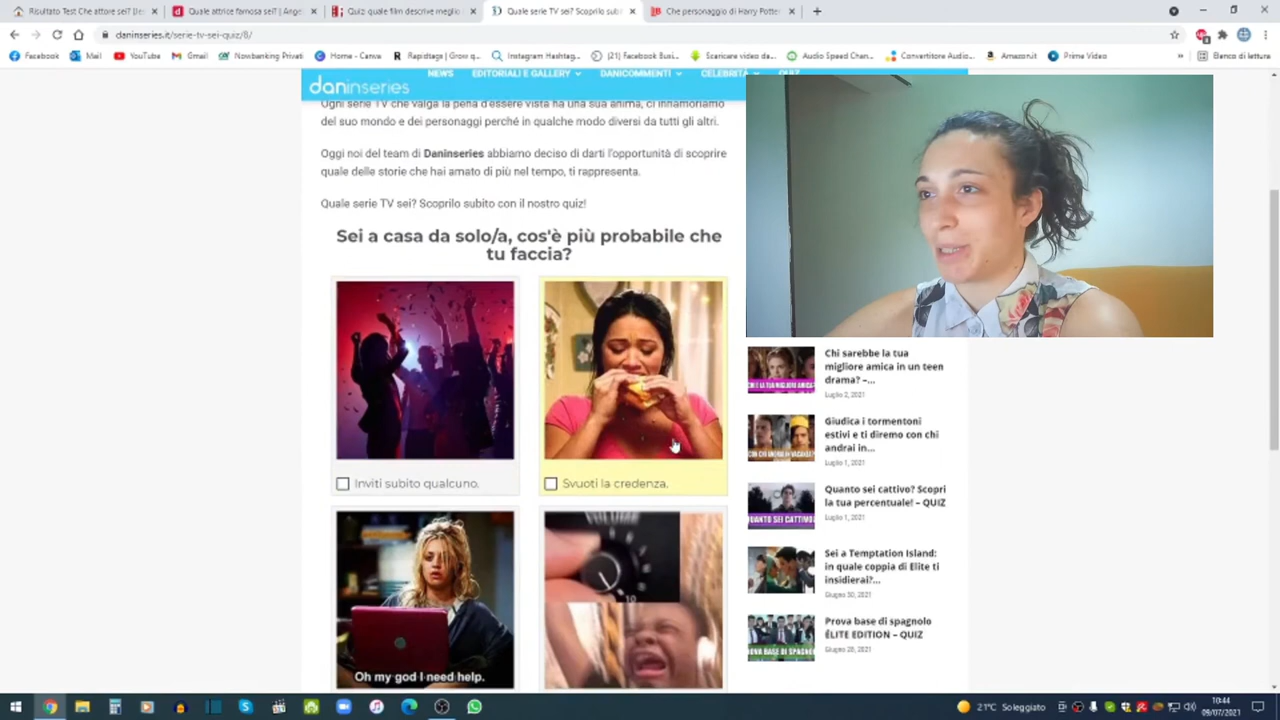 Risultato Test Che attore sei? [Je
Quale attrice famosa sei? | Ange
Quiz: quale film descrive meglio
Quale serie TV sei? Scoprilo sub
Che personaggio di Harry Potter
daninseries.it/serie-tv-sei-quiz/8/
Facebook
Mail
YouTube
Gmail
Nowbanking Privati
Home - Canva
Rapidtags | Grow q...
Instagram Hashtag...
(21) Facebook Busi...
Scaricare video da...
Audio Speed Chan...
Convertitore Audio...
Amazon.it
Prime Video
»
Elenco di lettura
daninseries
NEWS
EDITORIALI E GALLERY
DANICOMMENTI
CELEBRITÀ
QUIZ
Ogni serie TV che valga la pena d'essere vista ha una sua anima, ci innamoriamo
del suo mondo e dei personaggi perché in qualche modo diversi da tutti gli altri.
Oggi noi del team di Daninseries abbiamo deciso di darti l'opportunità di scoprire
quale delle storie che hai amato di più nel tempo, ti rappresenta.
Quale serie TV sei? Scoprilo subito con il nostro quiz!
Sei a casa da solo/a, cos'è più probabile che
tu faccia?
Inviti subito qualcuno.
Svuoti la credenza.
Oh my god I need help.
10
Chi sarebbe la tua
migliore amica in un teen
drama? –...
Luglio 2, 2021
Giudica i tormentoni
estivi e ti diremo con chi
andrai in...
Luglio 1, 2021
Quanto sei cattivo? Scopri
la tua percentuale! – QUIZ
Luglio 1, 2021
QUANTO SEI CATTIVO?
Sei a Temptation Island:
in quale coppia di Elite ti
insidierai?...
Giugno 30, 2021
Prova base di spagnolo
ÉLITE EDITION – QUIZ
Giugno 28, 2021
21°C Soleggiato
10:44
09/07/2021